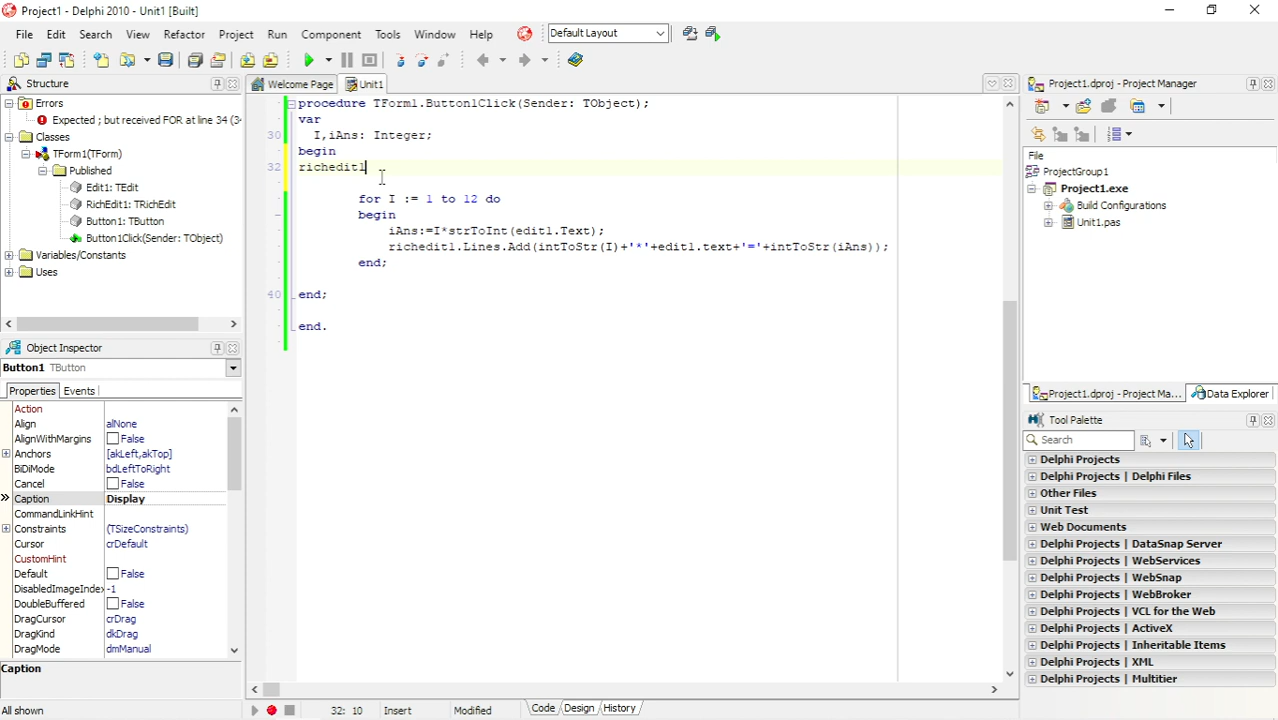 Project1 - Delphi 2010 - Unit1 [Built]
File Edit Search View Refactor Project Run Component Tools Window Help
Default Layout
Structure
Errors
Expected ; but received FOR at line 34 (34
Classes
TForm1(TForm)
Published
Edit1: TEdit
RichEdit1: TRichEdit
Button1: TButton
Button1Click(Sender: TObject)
Variables/Constants
Uses
Object Inspector
Button1 TButton
Properties Events
Action
Align alNone
AlignWithMargins False
Anchors [akLeft,akTop]
BiDiMode bdLeftToRight
Cancel False
Caption Display
CommandLinkHint
Constraints (TSizeConstraints)
Cursor crDefault
CustomHint
Default False
DisabledImageIndex -1
DoubleBuffered False
DragCursor crDrag
DragKind dkDrag
DragMode dmManual
Caption
All shown
Welcome Page Unit1
procedure TForm1.Button1Click(Sender: TObject);
var
30 I,iAns: Integer;
begin
32 richedit1
for I := 1 to 12 do
begin
iAns:=I*strToInt(edit1.Text);
richedit1.Lines.Add(intToStr(I)+'*'+edit1.text+'='+intToStr(iAns));
end;
40 end;
end.
32: 10 Insert Modified Code Design History
Project1.dproj - Project Manager
File
ProjectGroup1
Project1.exe
Build Configurations
Unit1.pas
Project1.dproj - Project Ma... Data Explorer
Tool Palette
Search
Delphi Projects
Delphi Projects | Delphi Files
Other Files
Unit Test
Web Documents
Delphi Projects | DataSnap Server
Delphi Projects | WebServices
Delphi Projects | WebSnap
Delphi Projects | WebBroker
VCL for the Web
Delphi Projects | ActiveX
Delphi Projects | Inheritable Items
Delphi Projects | XML
Delphi Projects | Multitier